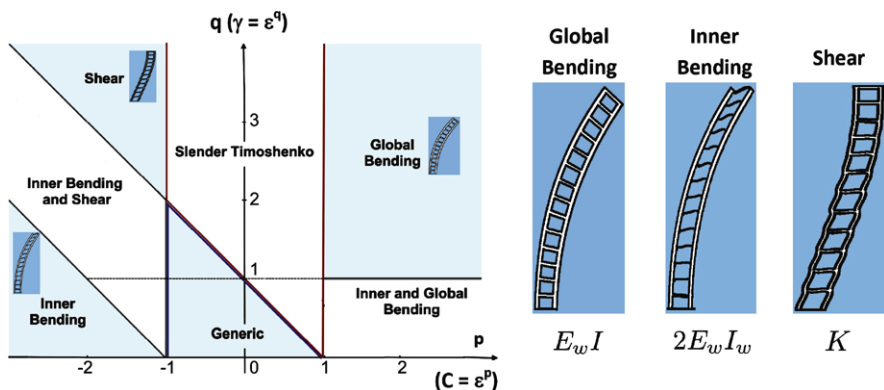 q (γ = ε^q)
Shear
3
Slender Timoshenko
Global
Bending
Inner Bending
and Shear
2
1
Inner
Bending
Generic
Inner and Global
Bending
p
-2
-1
0
1
2
(C = ε^p)
Global
Bending
Inner
Bending
Shear
E_w I
2E_w I_w
K